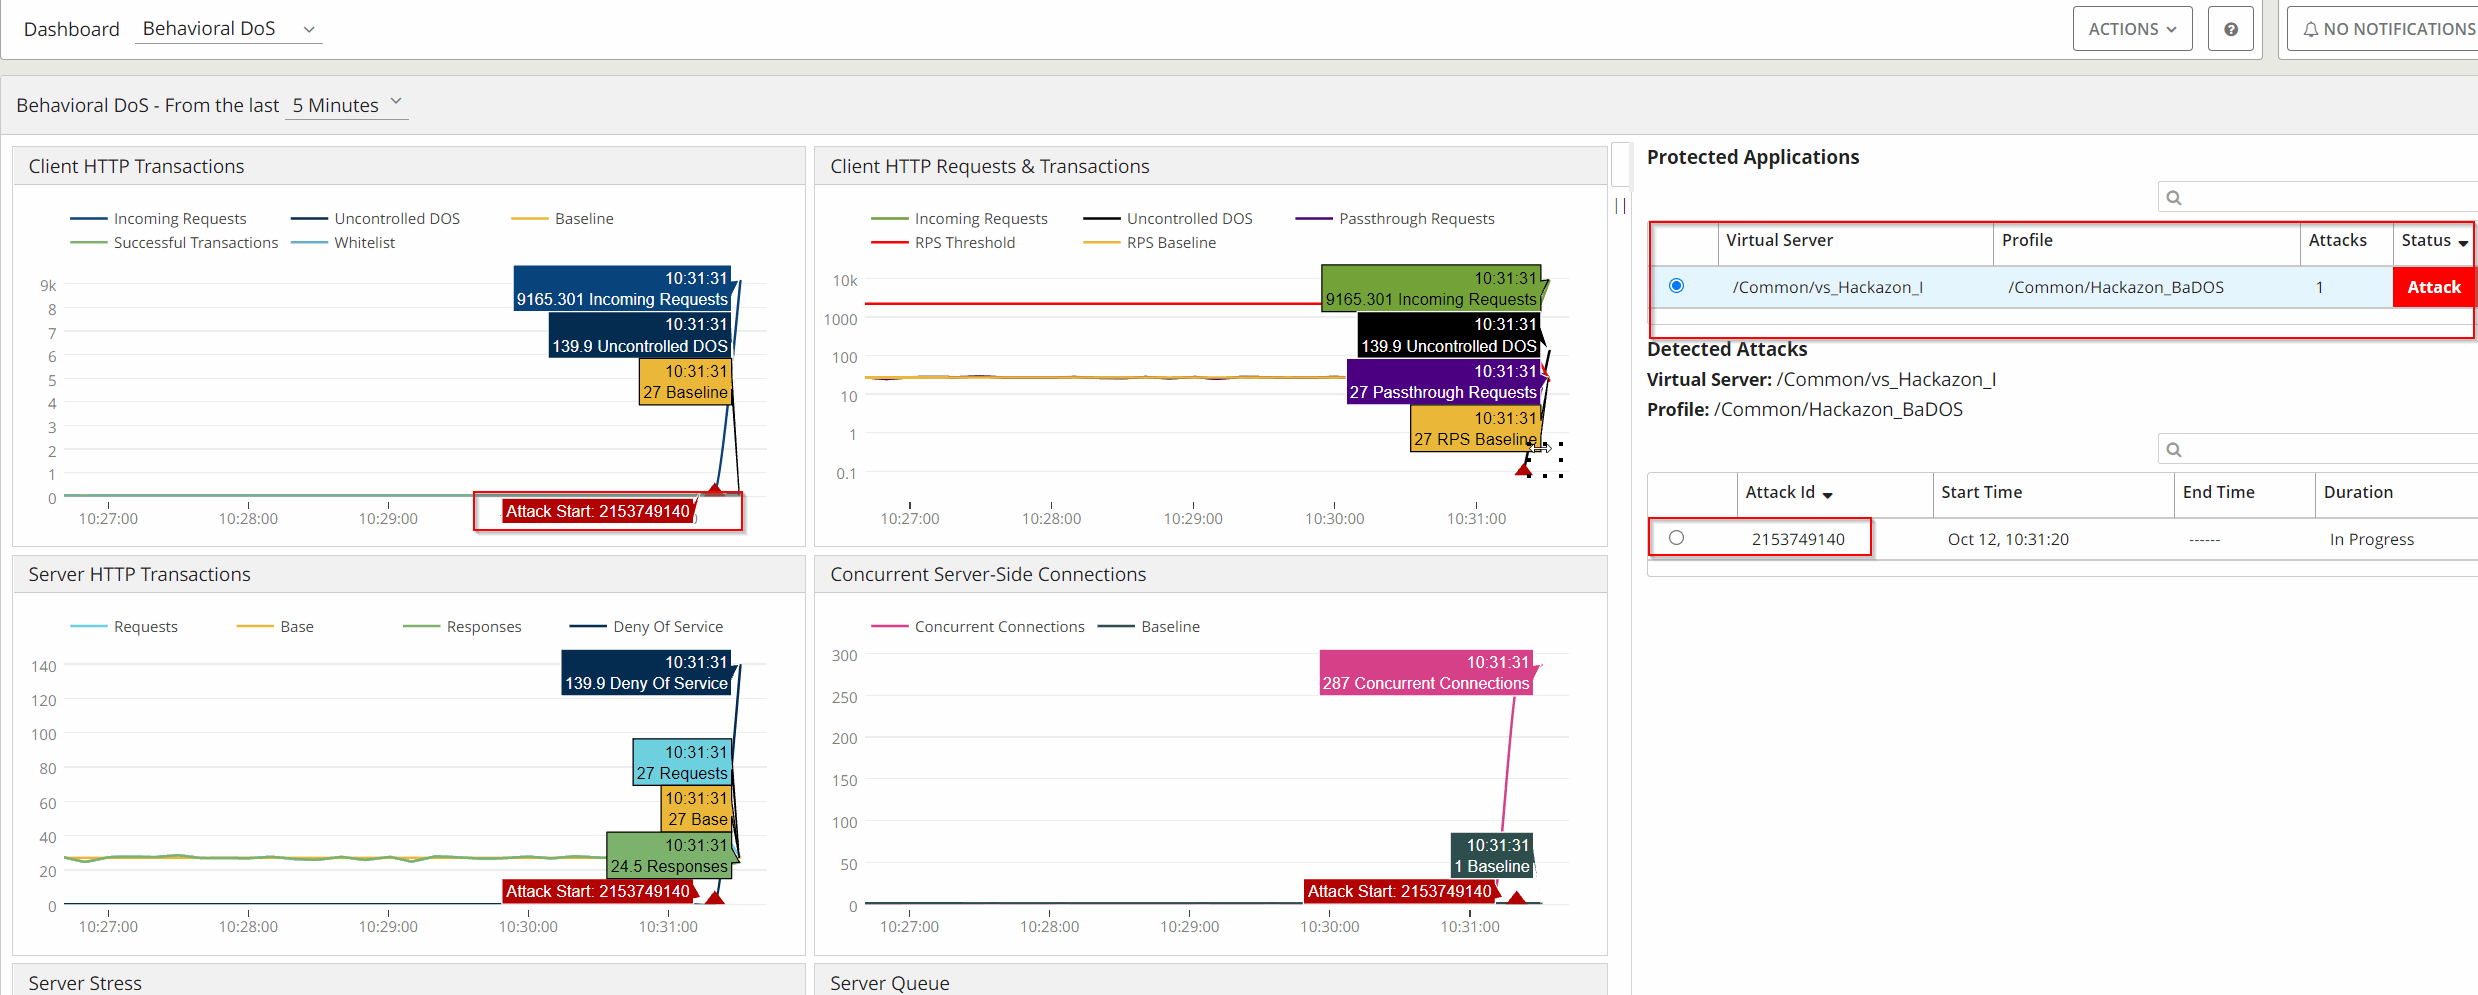 Dashboard Behavioral DoS ACTIONS NO NOTIFICATIONS
Behavioral DoS - From the last 5 Minutes
Client HTTP Transactions
Incoming Requests Uncontrolled DOS Baseline
Successful Transactions Whitelist
9k
8
7
6
5
4
3
2
1
0
10:31:31
9165.301 Incoming Requests
10:31:31
139.9 Uncontrolled DOS
10:31:31
27 Baseline
Attack Start: 2153749140
10:27:00 10:28:00 10:29:00
Client HTTP Requests & Transactions
Incoming Requests Uncontrolled DOS Passthrough Requests
RPS Threshold RPS Baseline
10k
1000
100
10
1
0.1
10:31:31
9165.301 Incoming Requests
10:31:31
139.9 Uncontrolled DOS
10:31:31
27 Passthrough Requests
10:31:31
27 RPS Baseline
10:27:00 10:28:00 10:29:00 10:30:00 10:31:00
Server HTTP Transactions
Requests Base Responses Deny Of Service
140
120
100
80
60
40
20
0
10:31:31
139.9 Deny Of Service
10:31:31
27 Requests
10:31:31
27 Base
10:31:31
24.5 Responses
Attack Start: 2153749140
10:27:00 10:28:00 10:29:00 10:30:00 10:31:00
Concurrent Server-Side Connections
Concurrent Connections Baseline
300
250
200
150
100
50
0
10:31:31
287 Concurrent Connections
10:31:31
1 Baseline
Attack Start: 2153749140
10:27:00 10:28:00 10:29:00 10:30:00 10:31:00
Server Stress
Server Queue
Protected Applications
Virtual Server Profile Attacks Status
/Common/vs_Hackazon_I /Common/Hackazon_BaDOS 1 Attack
Detected Attacks
Virtual Server: /Common/vs_Hackazon_I
Profile: /Common/Hackazon_BaDOS
Attack Id Start Time End Time Duration
2153749140 Oct 12, 10:31:20 ------ In Progress